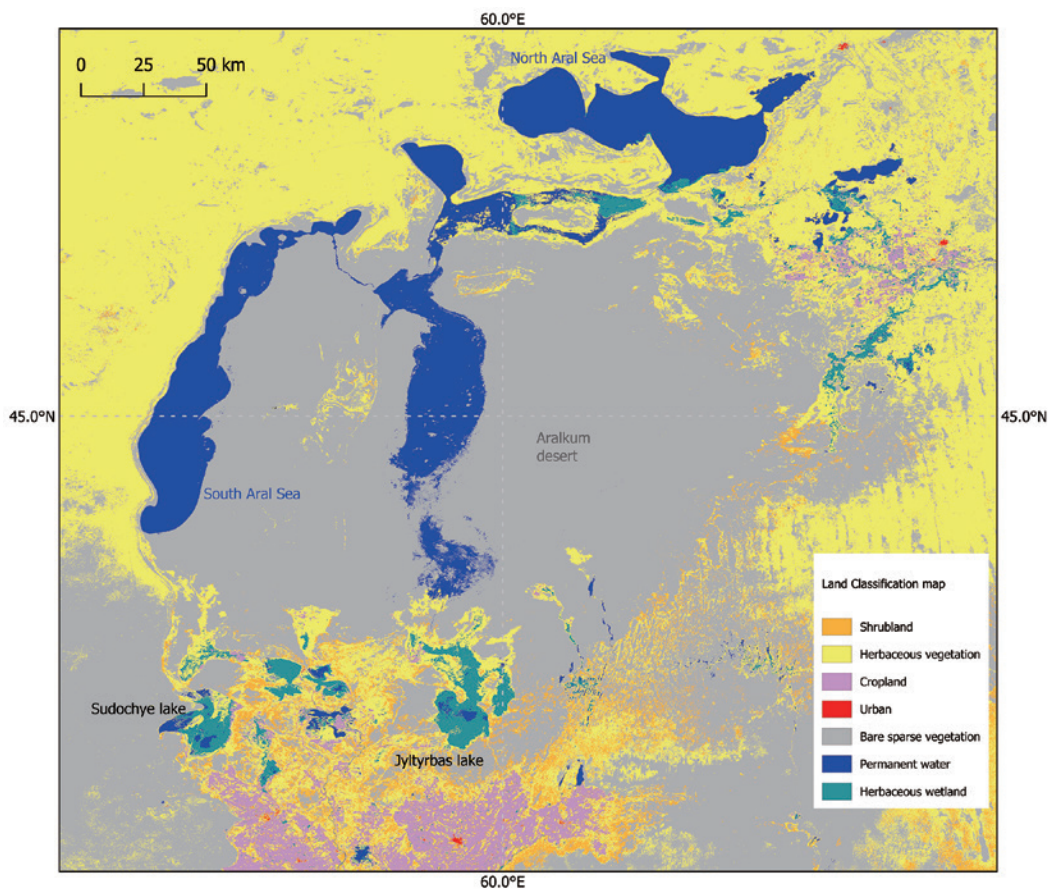 60.0°E
North Aral Sea
0 25 50 km
45.0°N
45.0°N
Aralkum
desert
South Aral Sea
Land Classification map
Shrubland
Herbaceous vegetation
Cropland
Urban
Bare sparse vegetation
Permanent water
Herbaceous wetland
Sudochye lake
Jyltyrbas lake
60.0°E